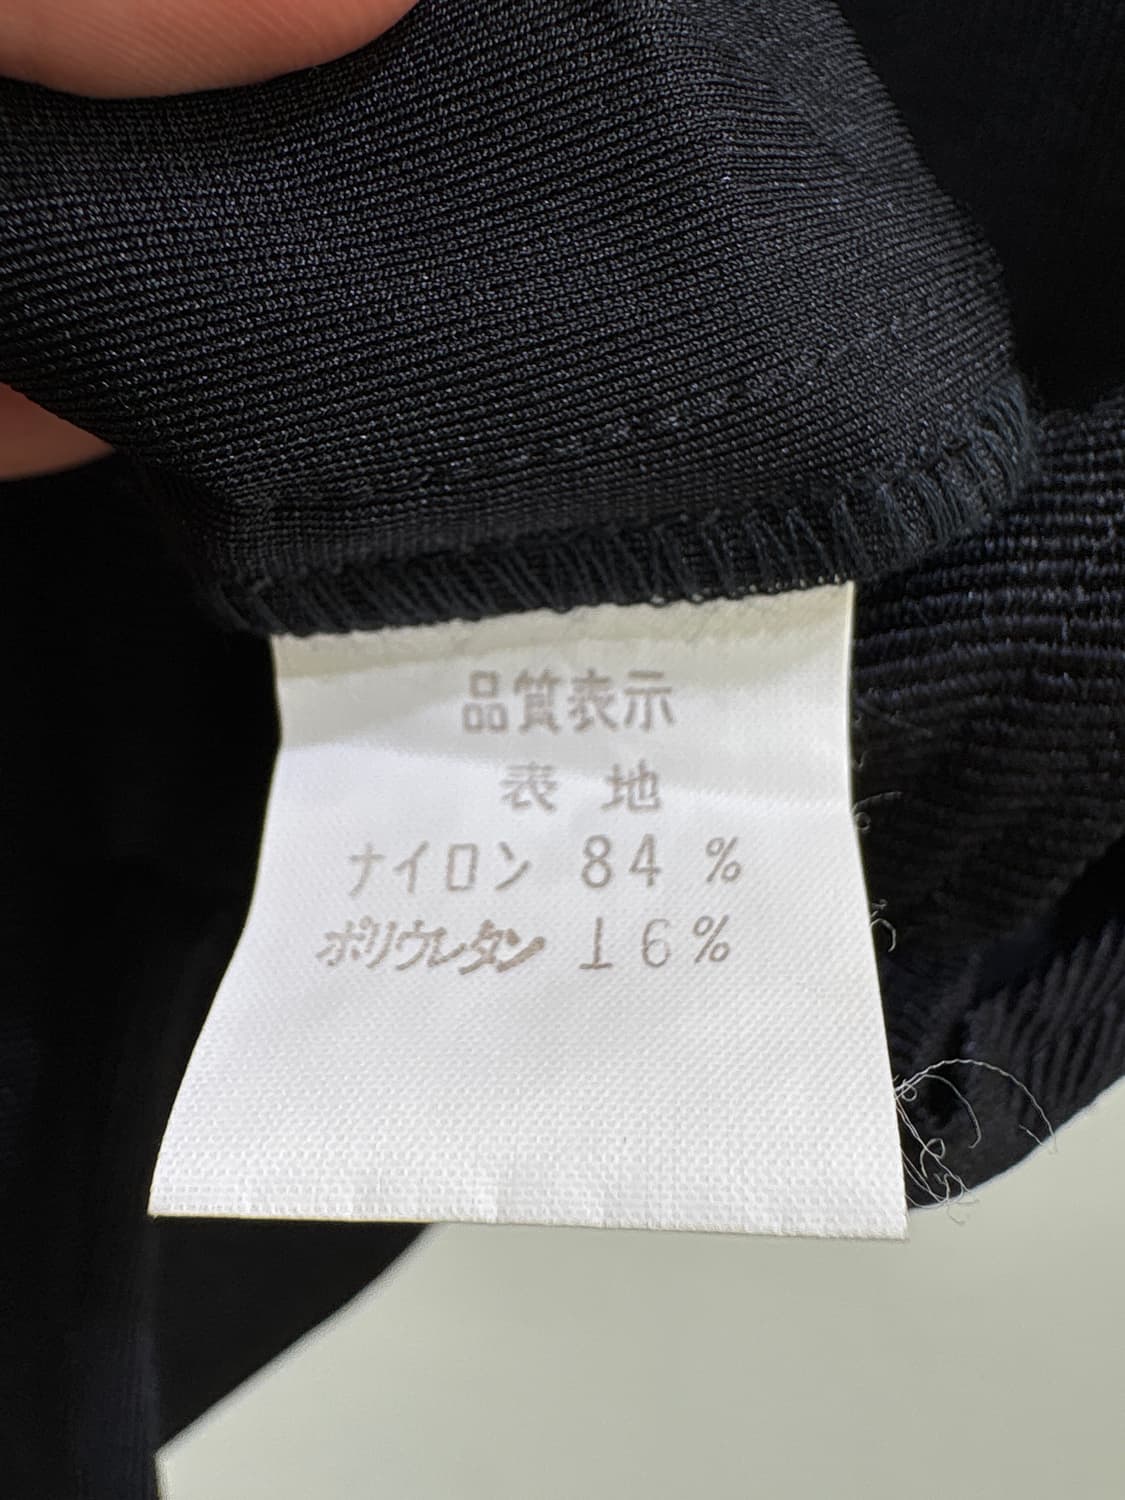 品質表示
表 地
ナイロン 84 %
ポリウレタン 16%